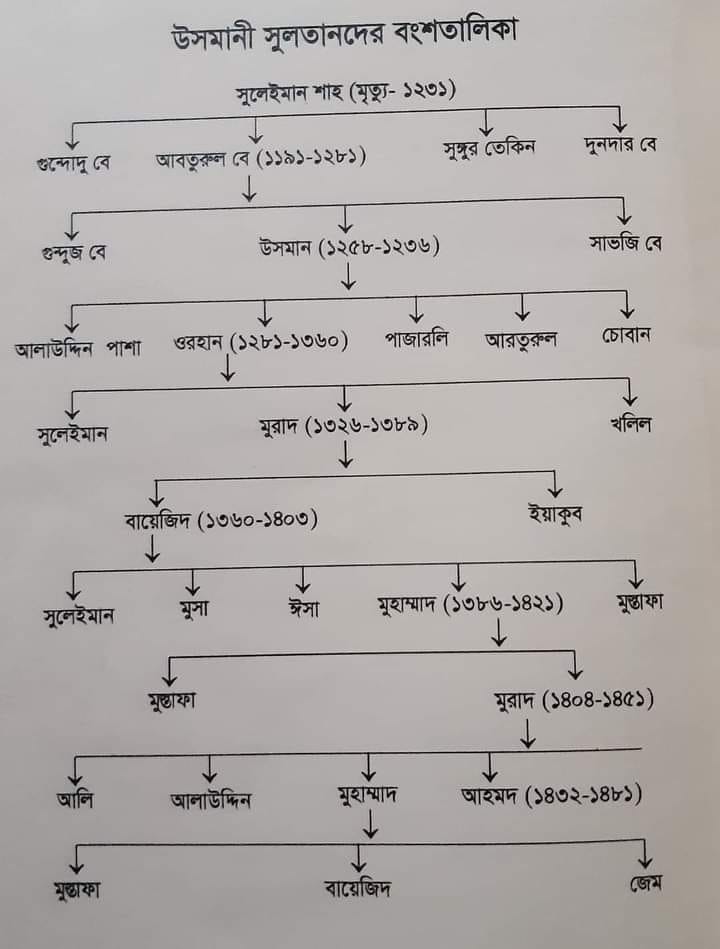 উসমানী সুলতানদের বংশতালিকা
সুলেইমান শাহ (মৃত্যু- ১২৩১)
গুন্দোদু বে আরতুরুল বে (১১৯১-১২৮১) সুঙ্গুর তেকিন দুনদার বে
গুন্দুজ বে উসমান (১২৫৮-১২৩৬) সাভজি বে
আলাউদ্দিন পাশা ওরহান (১২৮১-১৩৬০) পাজারলি আরতুরুল চোবান
সুলেইমান মুরাদ (১৩২৬-১৩৮৯) খলিল
বায়েজিদ (১৩৬০-১৪০৩) ইয়াকুব
সুলেইমান মুসা ঈসা মুহাম্মাদ (১৩৮৬-১৪২১) মুস্তাফা
মুস্তাফা মুরাদ (১৪০৪-১৪৫১)
আলি আলাউদ্দিন মুহাম্মাদ আহমদ (১৪৩২-১৪৮১)
মুস্তাফা বায়েজিদ জেম